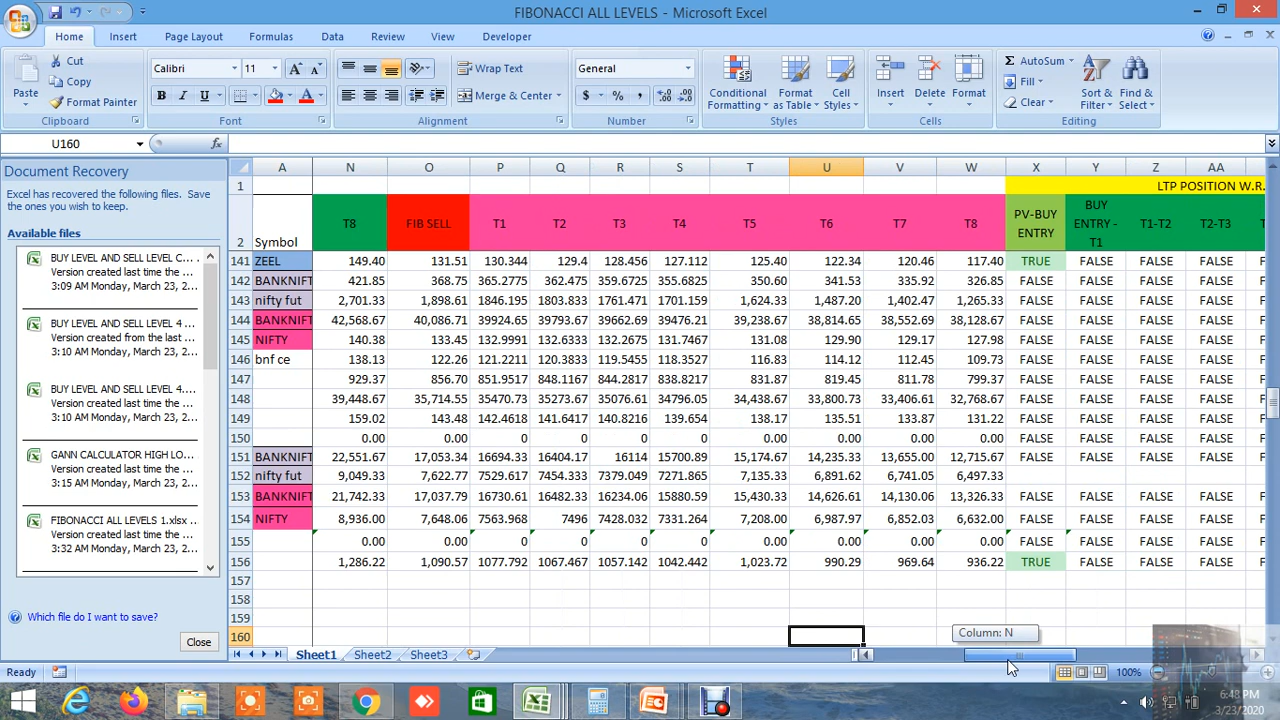 FIBONACCI ALL LEVELS - Microsoft Excel
Home Insert Page Layout Formulas Data Review View Developer
Cut
Copy
Format Painter
Paste
Clipboard
Calibri 11
B I U
Font
Wrap Text
Merge & Center
Alignment
General
$ % ,
Number
Conditional Formatting
Format as Table
Cell Styles
Styles
Insert Delete Format
Cells
AutoSum
Fill
Clear
Sort & Filter
Find & Select
Editing
U160 fx
Document Recovery
Excel has recovered the following files. Save
the ones you wish to keep.
Available files
BUY LEVEL AND SELL LEVEL C...
Version created last time the ...
3:09 AM Monday, March 23, 2...
BUY LEVEL AND SELL LEVEL 4 ...
Version created from the last ...
3:10 AM Monday, March 23, 2...
BUY LEVEL AND SELL LEVEL 4....
Version created last time the ...
3:10 AM Monday, March 23, 2...
GANN CALCULATOR HIGH LO...
Version created last time the ...
3:15 AM Monday, March 23, 2...
FIBONACCI ALL LEVELS 1.xlsx ...
Version created last time the ...
3:32 AM Monday, March 23, 2...
Which file do I want to save?
Close
A N O P Q R S T U V W X Y Z AA
1 LTP POSITION W.R.
2 Symbol T8 FIB SELL T1 T2 T3 T4 T5 T6 T7 T8 PV-BUY ENTRY BUY ENTRY - T1 T1-T2 T2-T3
141 ZEEL 149.40 131.51 130.344 129.4 128.456 127.112 125.40 122.34 120.46 117.40 TRUE FALSE FALSE FALSE F
142 BANKNIFT 421.85 368.75 365.2775 362.475 359.6725 355.6825 350.60 341.53 335.92 326.85 FALSE FALSE FALSE FALSE F
143 nifty fut 2,701.33 1,898.61 1846.195 1803.833 1761.471 1701.159 1,624.33 1,487.20 1,402.47 1,265.33 FALSE FALSE FALSE FALSE F
144 BANKNIFT 42,568.67 40,086.71 39924.65 39793.67 39662.69 39476.21 39,238.67 38,814.65 38,552.69 38,128.67 FALSE FALSE FALSE FALSE F
145 NIFTY 140.38 133.45 132.9991 132.6333 132.2675 131.7467 131.08 129.90 129.17 127.98 FALSE FALSE FALSE FALSE F
146 bnf ce 138.13 122.26 121.2211 120.3833 119.5455 118.3527 116.83 114.12 112.45 109.73 FALSE FALSE FALSE FALSE F
147 929.37 856.70 851.9517 848.1167 844.2817 838.8217 831.87 819.45 811.78 799.37 FALSE FALSE FALSE FALSE F
148 39,448.67 35,714.55 35470.73 35273.67 35076.61 34796.05 34,438.67 33,800.73 33,406.61 32,768.67 FALSE FALSE FALSE FALSE F
149 159.02 143.48 142.4618 141.6417 140.8216 139.654 138.17 135.51 133.87 131.22 FALSE FALSE FALSE FALSE F
150 0.00 0.00 0 0 0 0 0.00 0.00 0.00 0.00 FALSE FALSE FALSE FALSE F
151 BANKNIFT 22,551.67 17,053.34 16694.33 16404.17 16114 15700.89 15,174.67 14,235.33 13,655.00 12,715.67 FALSE FALSE FALSE FALSE F
152 nifty fut 9,049.33 7,622.77 7529.617 7454.333 7379.049 7271.865 7,135.33 6,891.62 6,741.05 6,497.33
153 BANKNIFT 21,742.33 17,037.79 16730.61 16482.33 16234.06 15880.59 15,430.33 14,626.61 14,130.06 13,326.33 FALSE FALSE FALSE FALSE F
154 NIFTY 8,936.00 7,648.06 7563.968 7496 7428.032 7331.264 7,208.00 6,987.97 6,852.03 6,632.00 FALSE FALSE FALSE FALSE F
155 0.00 0.00 0 0 0 0 0.00 0.00 0.00 0.00 FALSE FALSE FALSE FALSE F
156 1,286.22 1,090.57 1077.792 1067.467 1057.142 1042.442 1,023.72 990.29 969.64 936.22 TRUE FALSE FALSE FALSE F
157
158
159
160
Column: N
Sheet1 Sheet2 Sheet3
Ready 100%
6:48 PM
3/23/2020